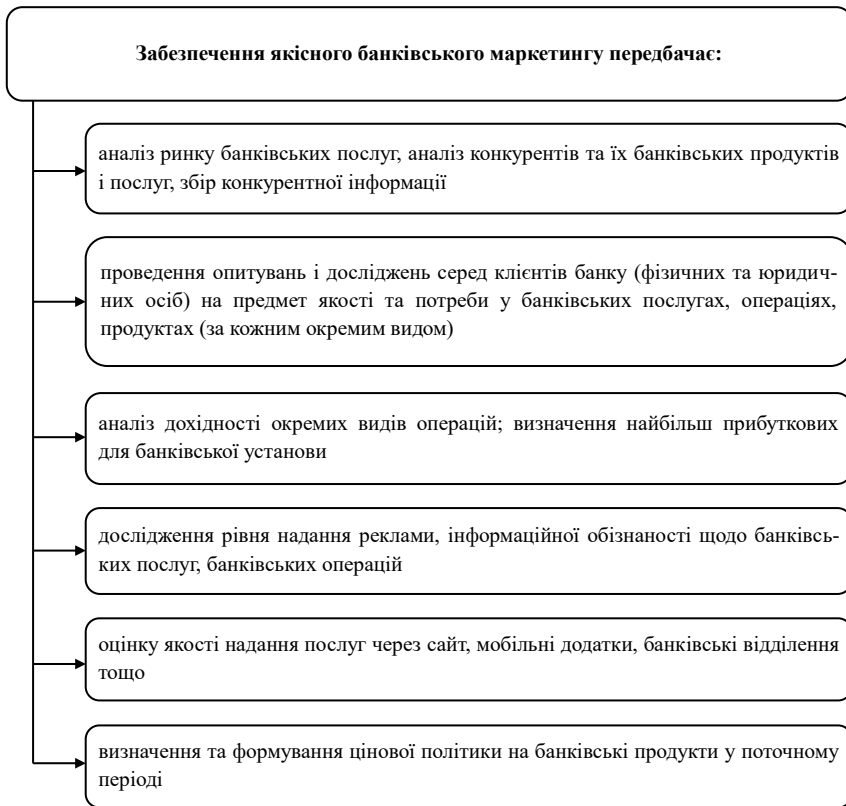 Забезпечення якісного банківського маркетингу передбачає:
аналіз ринку банківських послуг, аналіз конкурентів та їх банківських продуктів
і послуг, збір конкурентної інформації
проведення опитувань і досліджень серед клієнтів банку (фізичних та юридич-
них осіб) на предмет якості та потреби у банківських послугах, операціях,
продуктах (за кожним окремим видом)
аналіз дохідності окремих видів операцій; визначення найбільш прибуткових
для банківської установи
дослідження рівня надання реклами, інформаційної обізнаності щодо банківсь-
ких послуг, банківських операцій
оцінку якості надання послуг через сайт, мобільні додатки, банківські відділення
тощо
визначення та формування цінової політики на банківські продукти у поточному
періоді